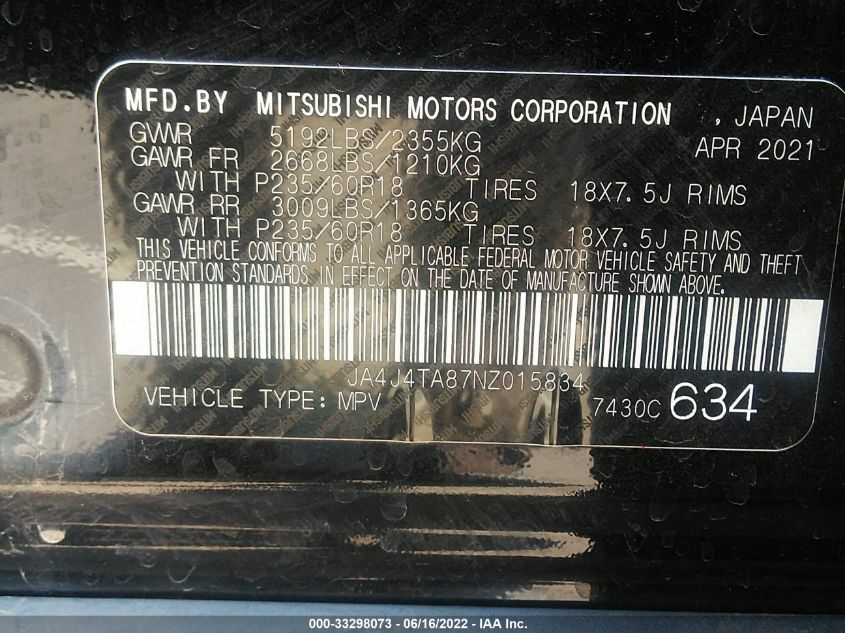 MFD.BY MITSUBISHI MOTORS CORPORATION , JAPAN
GVWR 5192LBS/2355KG APR 2021
GAWR FR 2668LBS/1210KG
WITH P235/60R18 TIRES 18X7.5J RIMS
GAWR RR 3009LBS/1365KG
WITH P235/60R18 TIRES 18X7.5J RIMS
THIS VEHICLE CONFORMS TO ALL APPLICABLE FEDERAL MOTOR VEHICLE SAFETY AND THEFT
PREVENTION STANDARDS IN EFFECT ON THE DATE OF MANUFACTURE SHOWN ABOVE.
JA4J4TA87NZ015834
VEHICLE TYPE: MPV 7430C 634
000-33298073 - 06/16/2022 - IAA Inc.